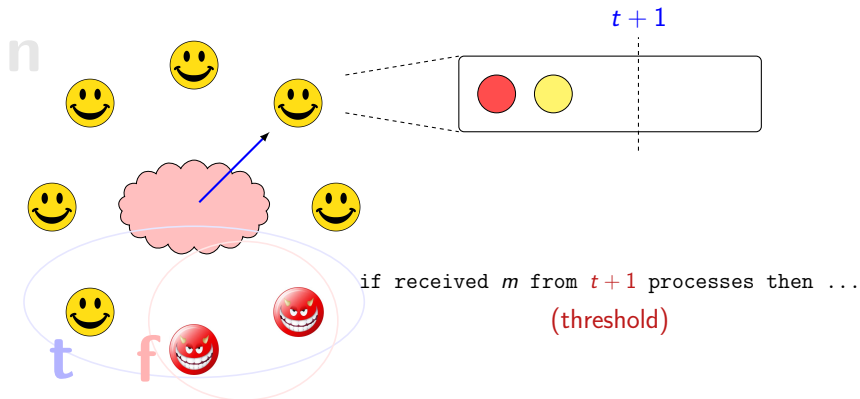 t + 1
n
if received m from t + 1 processes then ...
(threshold)
t f